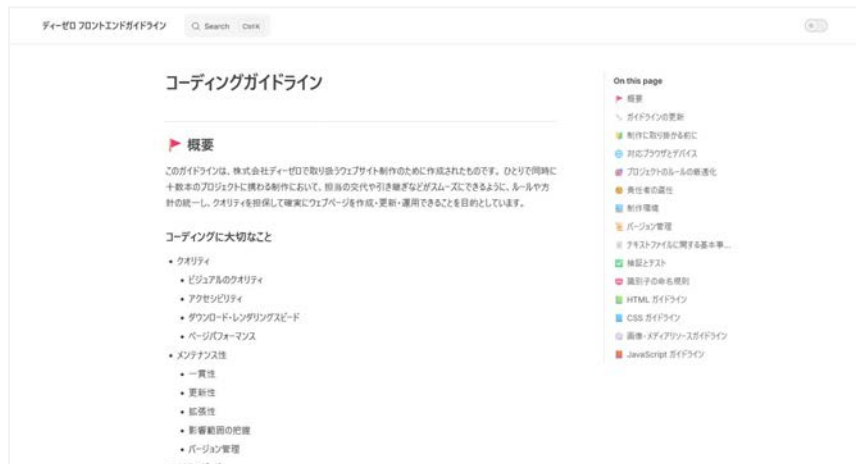 ディーゼロ フロントエンドガイドライン
Search Ctrl K
コーディングガイドライン
概要
このガイドラインは、株式会社ディーゼロで取り扱うウェブサイト制作のために作成されたものです。ひとりで同時に
十数本のプロジェクトに携わる制作において、担当の交代や引き継ぎなどがスムーズにできるように、ルールや方
針の統一し、クオリティを担保して確実にウェブページを作成・更新・運用できることを目的としています。
コーディングに大切なこと
• クオリティ
• ビジュアルのクオリティ
• アクセシビリティ
• ダウンロード・レンダリングスピード
• ページパフォーマンス
• メンテナンス性
• 一貫性
• 更新性
• 拡張性
• 影響範囲の把握
• バージョン管理
On this page
概要
ガイドラインの更新
制作に取り掛かる前に
対応ブラウザとデバイス
プロジェクトのルールの最適化
責任者の責任
制作環境
バージョン管理
テキストファイルに関する基本事...
検証とテスト
識別子の命名規則
HTML ガイドライン
CSS ガイドライン
画像・メディアリソースガイドライン
JavaScript ガイドライン